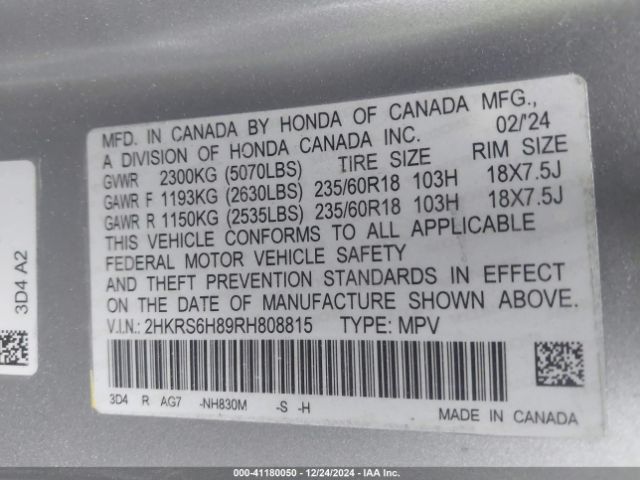 MFD. IN CANADA BY HONDA OF CANADA MFG.,
A DIVISION OF HONDA CANADA INC. 02/'24
GVWR 2300KG (5070LBS) TIRE SIZE RIM SIZE
GAWR F 1193KG (2630LBS) 235/60R18 103H 18X7.5J
GAWR R 1150KG (2535LBS) 235/60R18 103H 18X7.5J
THIS VEHICLE CONFORMS TO ALL APPLICABLE
FEDERAL MOTOR VEHICLE SAFETY
AND THEFT PREVENTION STANDARDS IN EFFECT
ON THE DATE OF MANUFACTURE SHOWN ABOVE.
V.I.N.: 2HKRS6H89RH808815 TYPE: MPV
3D4 R AG7 -NH830M -S -H
MADE IN CANADA
3D4 A2
000-41180050 - 12/24/2024 - IAA, Inc.